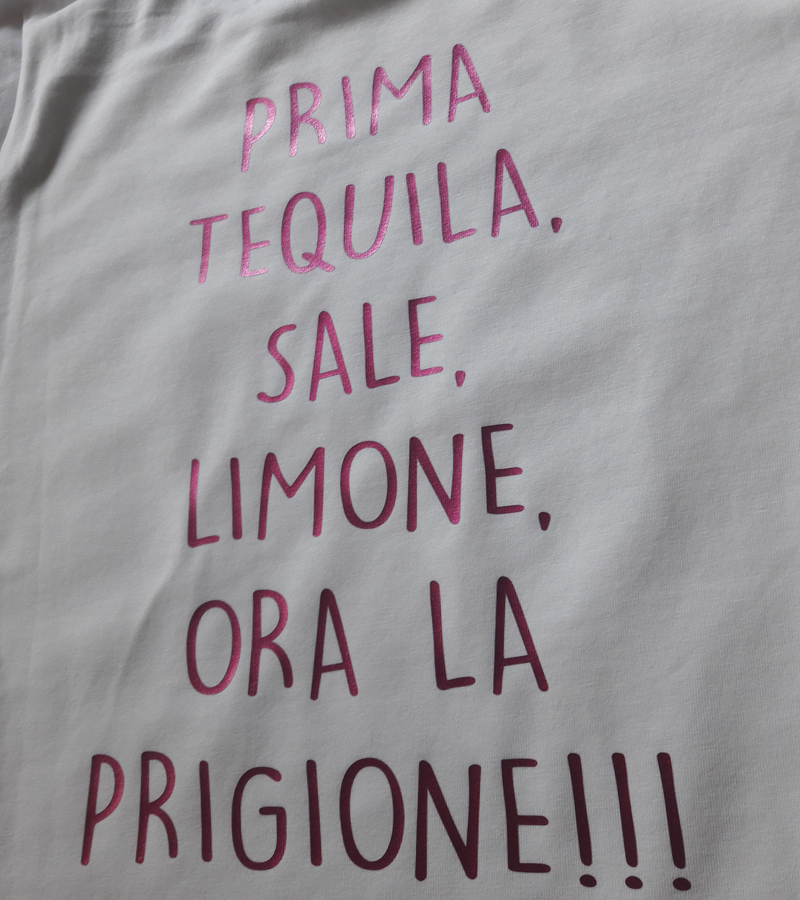 PRIMA
TEQUILA,
SALE,
LIMONE,
ORA LA
PRIGIONE!!!